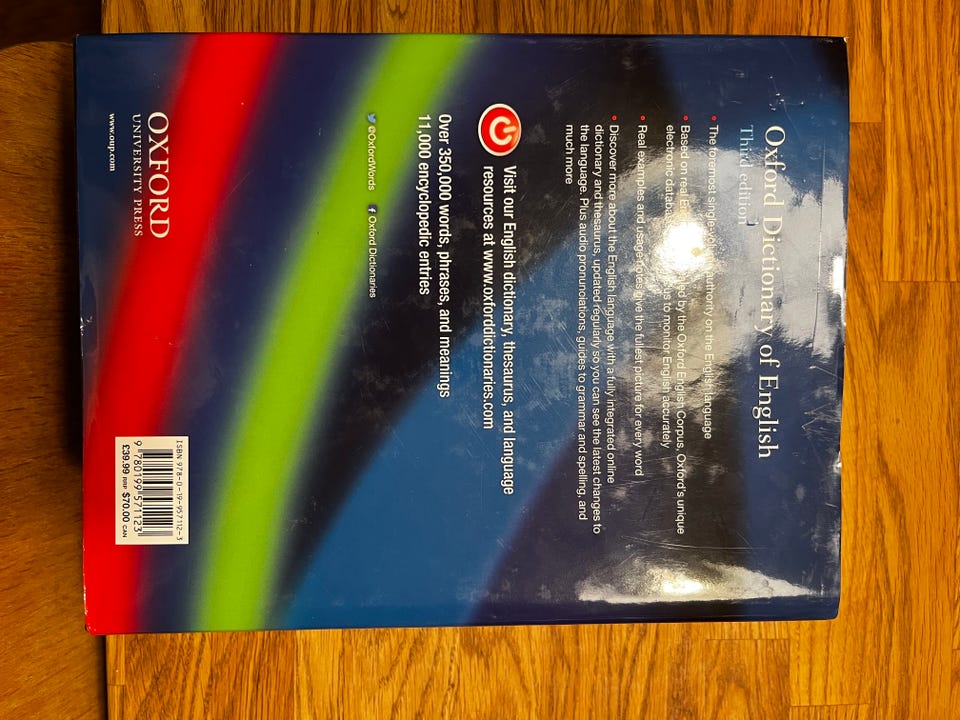 Oxford Dictionary of English
Third edition
• The foremost authority on the English language
• Based on real by the Oxford English Corpus, Oxford's unique
electronic to monitor English accurately
• Real examples and usage notes give the fullest picture for every word
• Discover more about the English language with a fully integrated online
dictionary and thesaurus, updated regularly so you can see the latest changes to
the language. Plus audio pronunciations, guides to grammar and spelling, and
much more
Visit our English dictionary, thesaurus, and language
resources at www.oxforddictionaries.com
Over 350,000 words, phrases, and meanings
11,000 encyclopedic entries
@OxfordWords Oxford Dictionaries
OXFORD
UNIVERSITY PRESS
www.oup.com
ISBN 978-0-19-957112-3
9 780199 571123
£39.99 RRP $70.00 CAN